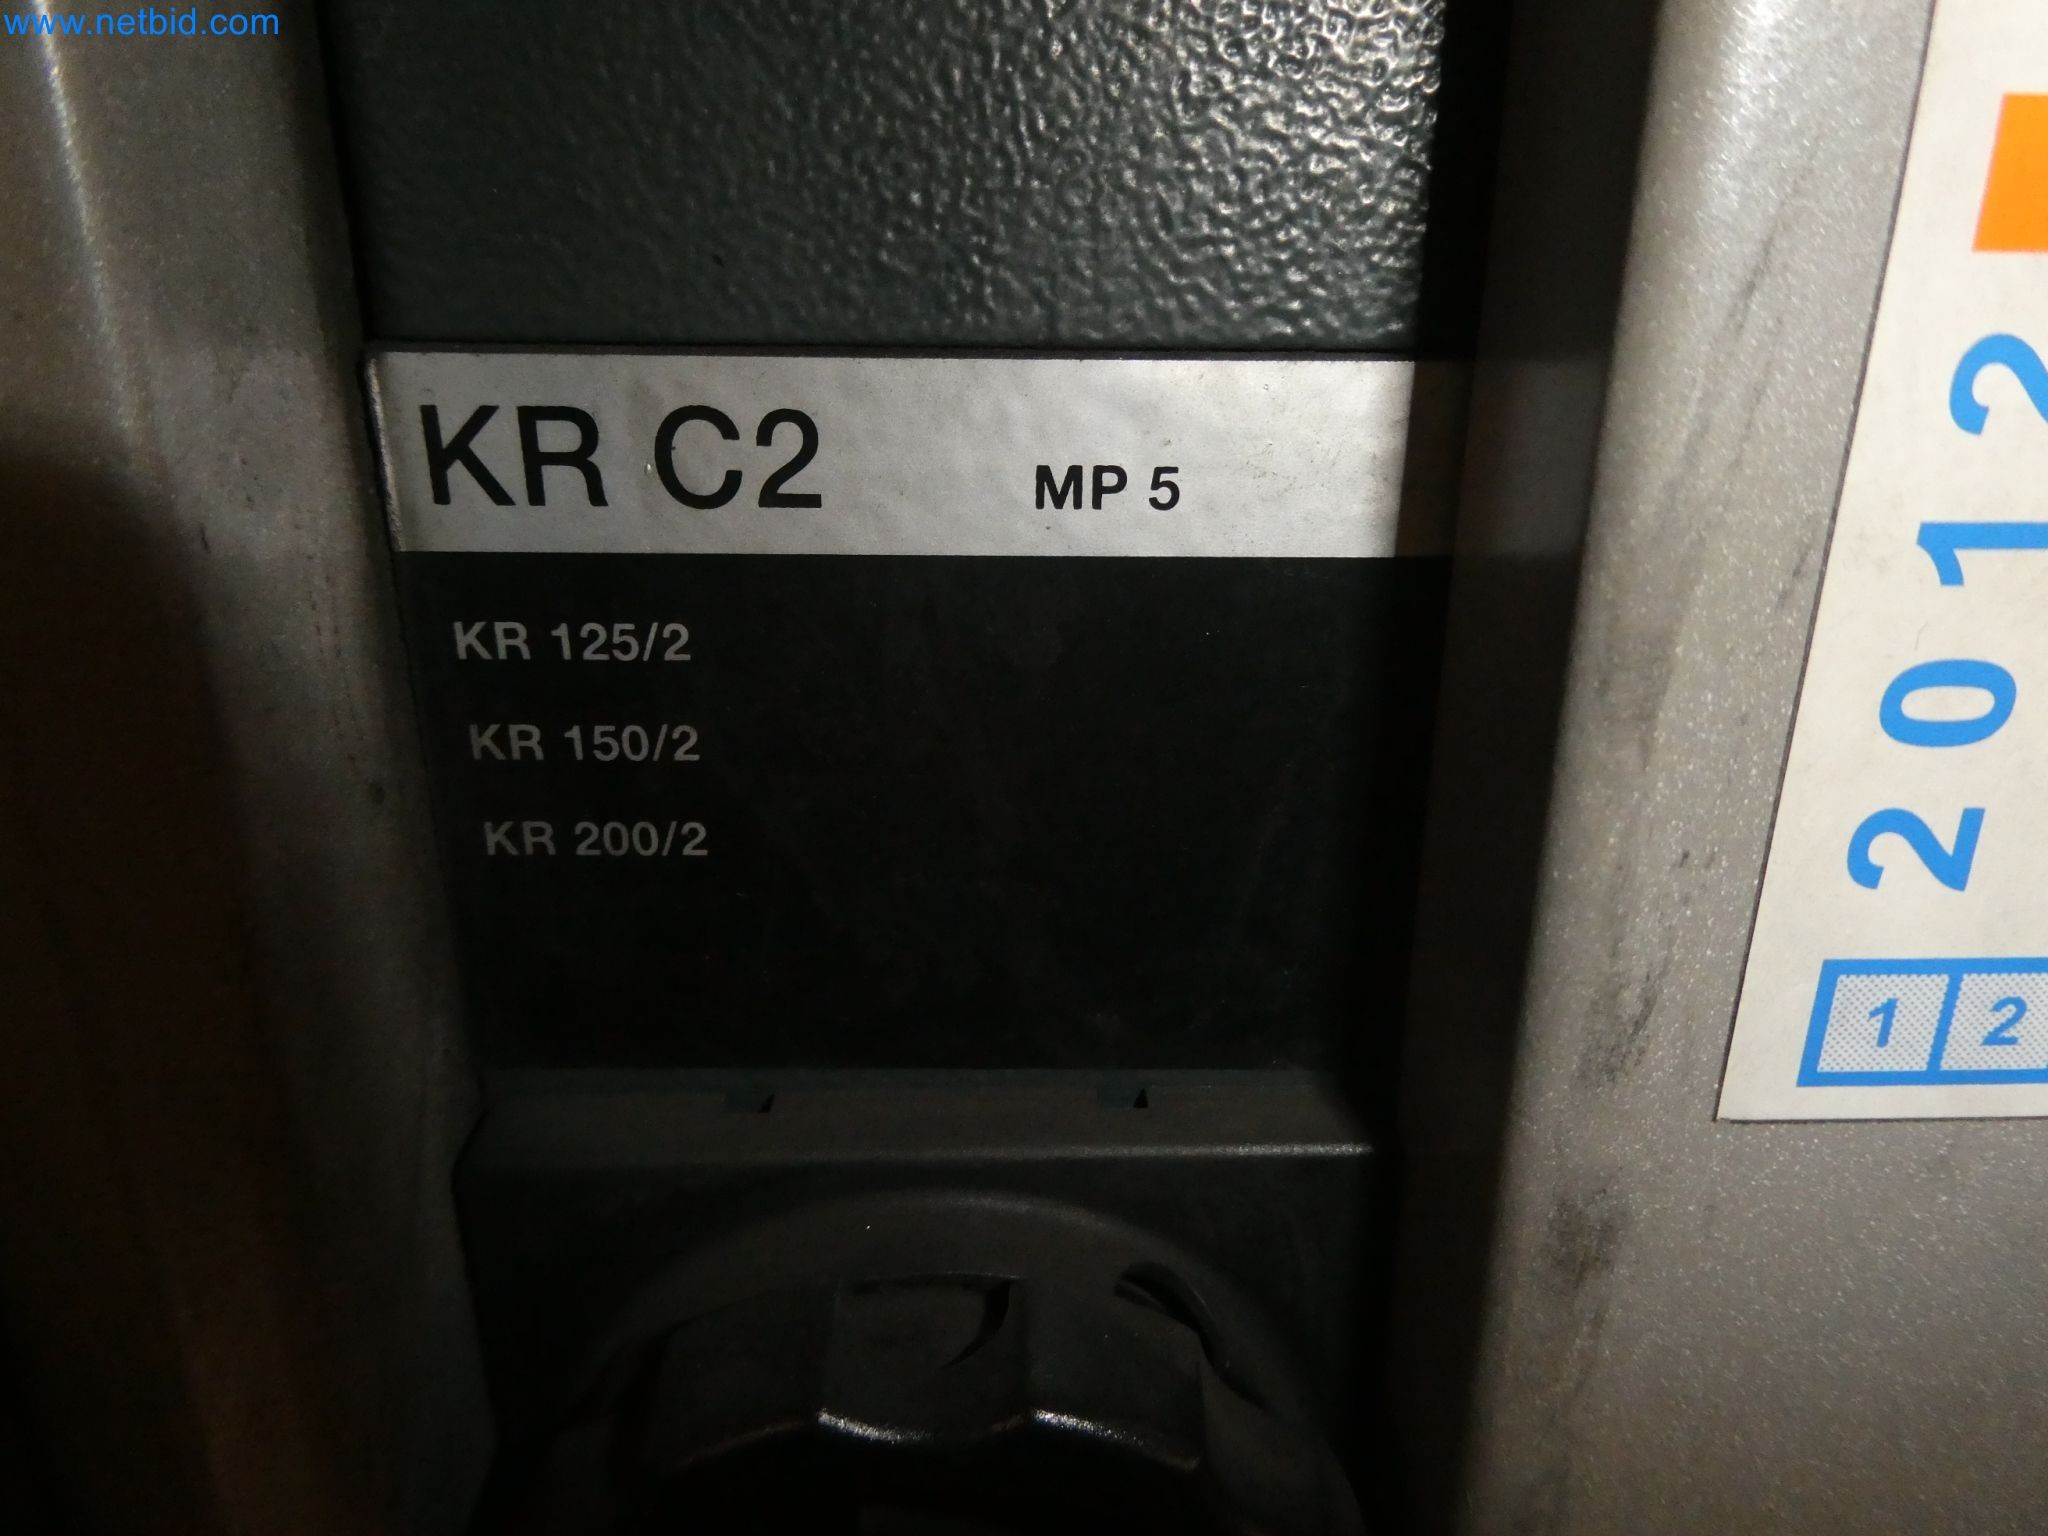 www.netbid.com
KR C2 MP 5
KR 125/2
KR 150/2
KR 200/2
2012
1 2